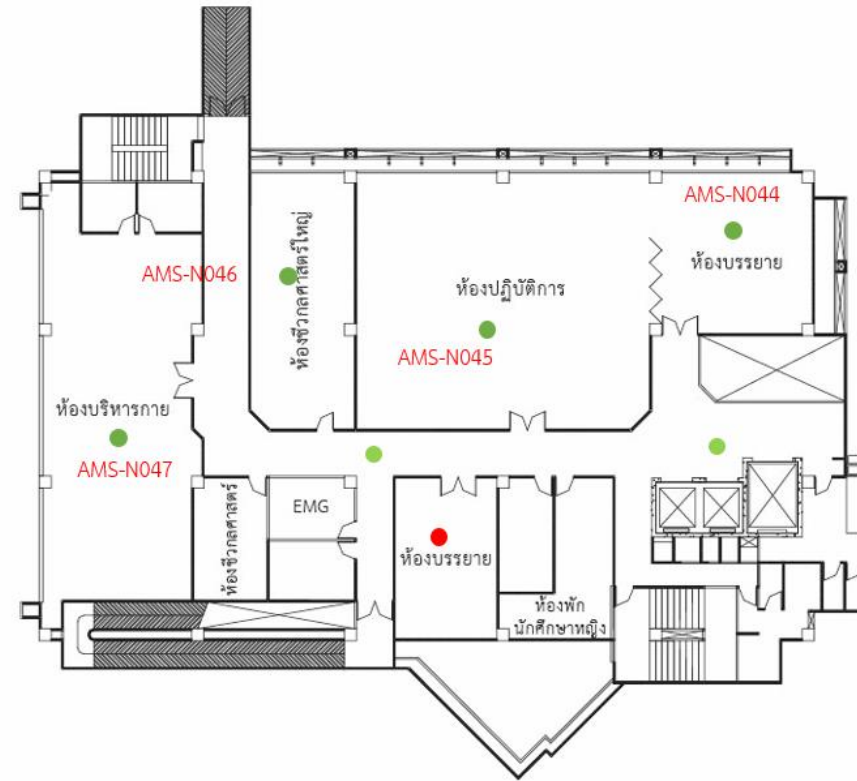 AMS-N044
ห้องบรรยาย
AMS-N046
ห้องชีวกลศาสตร์ใหญ่
ห้องปฏิบัติการ
AMS-N045
ห้องบริหารกาย
AMS-N047
ห้องชีวกลศาสตร์
EMG
ห้องบรรยาย
ห้องพัก
นักศึกษาหญิง